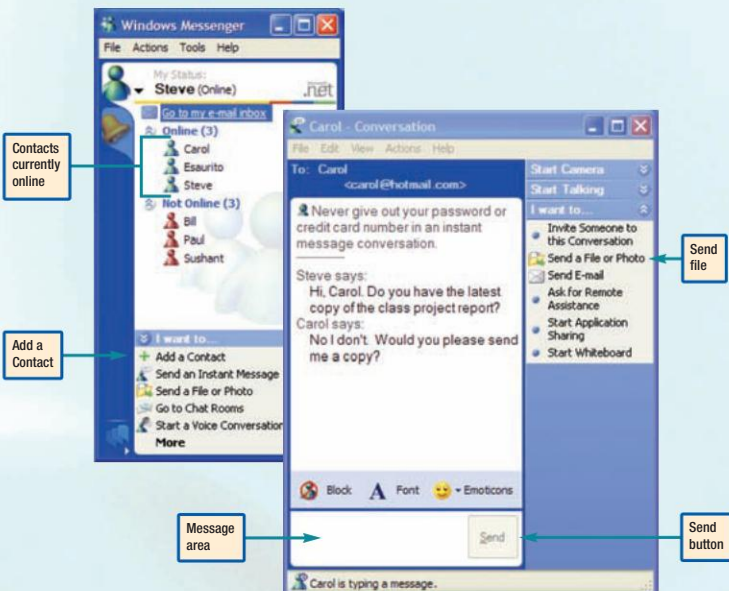 Windows Messenger
File Actions Tools Help
My Status:
Steve (Online)
.net
Go to my e-mail inbox
Online (3)
Carol
Esaurito
Steve
Not Online (3)
Bill
Paul
Sushant
I want to...
Add a Contact
Send an Instant Message
Send a File or Photo
Go to Chat Rooms
Start a Voice Conversation
More
Contacts
currently
online
Add a
Contact
Carol - Conversation
File Edit View Actions Help
To: Carol
<carol@hotmail.com>
Never give out your password or
credit card number in an instant
message conversation.
Steve says:
Hi, Carol. Do you have the latest
copy of the class project report?
Carol says:
No I don't. Would you please send
me a copy?
Block A Font Emoticons
Send
Carol is typing a message.
Start Camera
Start Talking
I want to...
Invite Someone to
this Conversation
Send a File or Photo
Send E-mail
Ask for Remote
Assistance
Start Application
Sharing
Start Whiteboard
Send
file
Message
area
Send
button